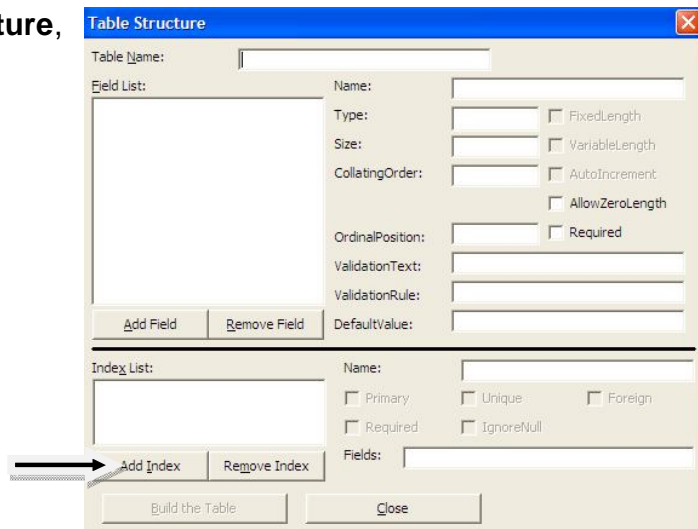 ture,
Table Structure
Table Name:
Field List:
Name:
Type:
FixedLength
Size:
VariableLength
CollatingOrder:
AutoIncrement
AllowZeroLength
OrdinalPosition:
Required
ValidationText:
ValidationRule:
Add Field Remove Field DefaultValue:
Index List:
Name:
Primary Unique Foreign
Required IgnoreNull
Add Index Remove Index Fields:
Build the Table Close